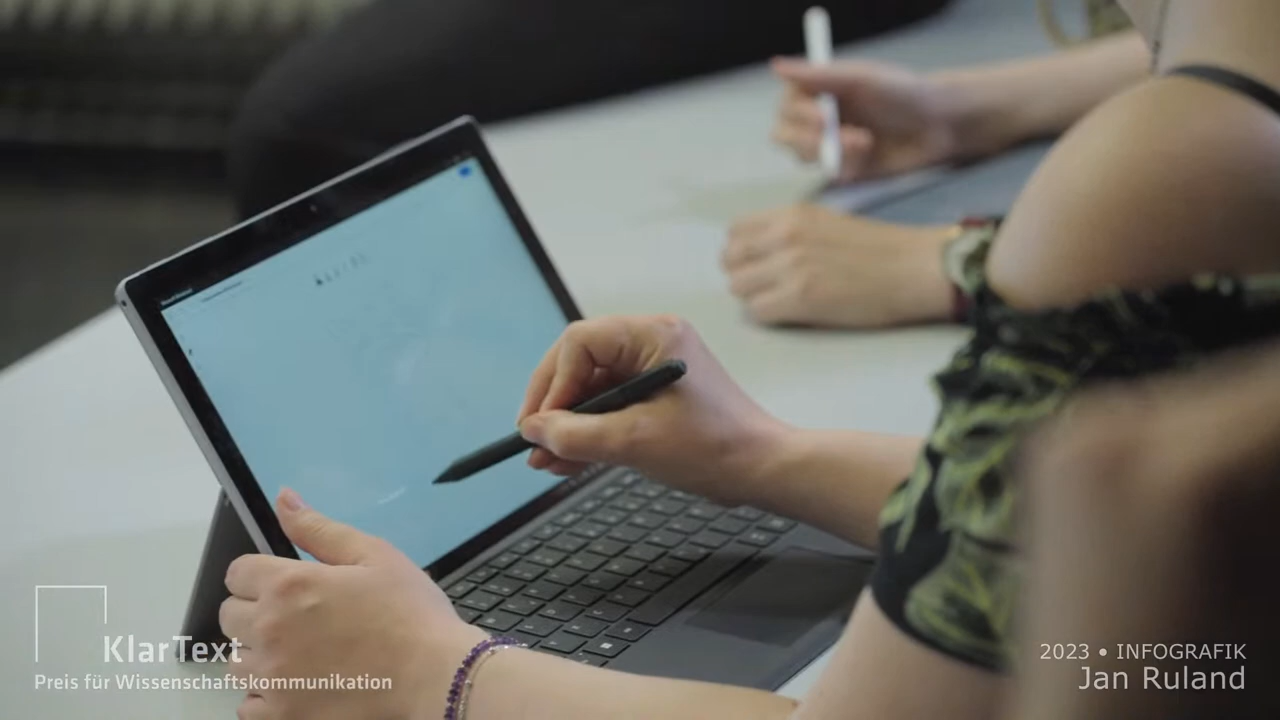 KlarText
Preis für Wissenschaftskommunikation
2023 • INFOGRAFIK
Jan Ruland